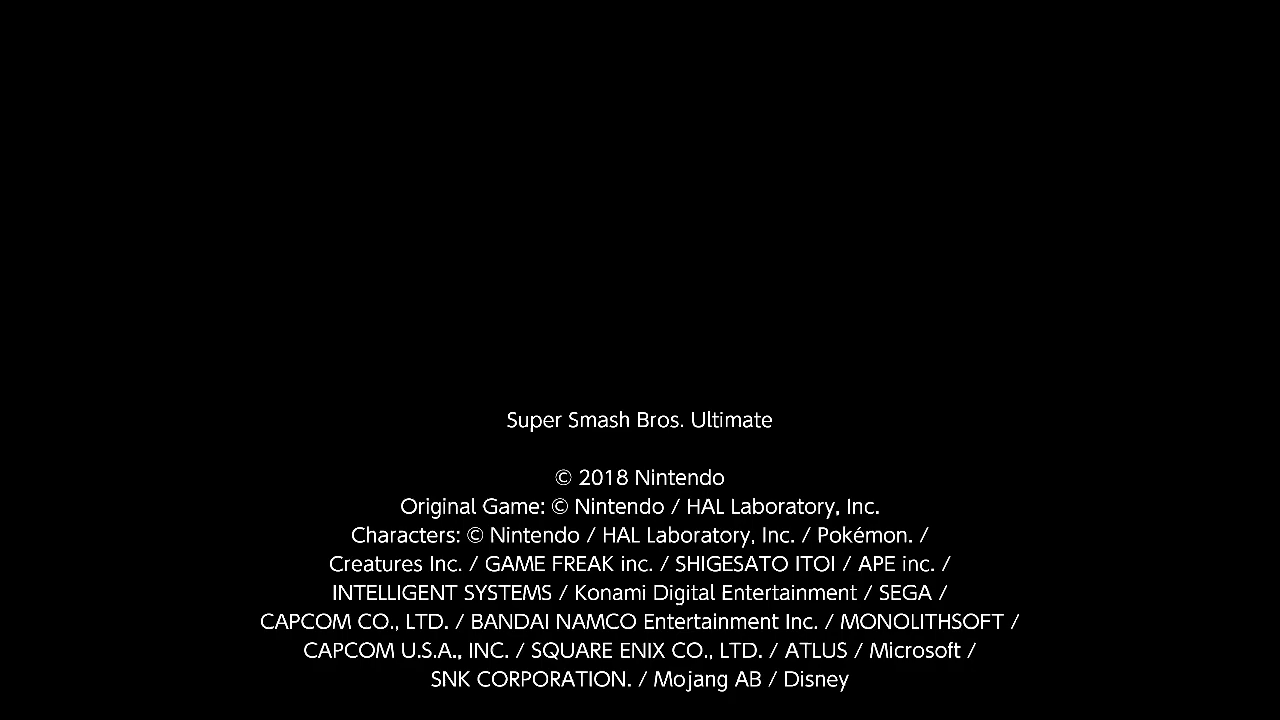 Super Smash Bros. Ultimate
© 2018 Nintendo
Original Game: © Nintendo / HAL Laboratory, Inc.
Characters: © Nintendo / HAL Laboratory, Inc. / Pokémon. /
Creatures Inc. / GAME FREAK inc. / SHIGESATO ITOI / APE inc. /
INTELLIGENT SYSTEMS / Konami Digital Entertainment / SEGA /
CAPCOM CO., LTD. / BANDAI NAMCO Entertainment Inc. / MONOLITHSOFT /
CAPCOM U.S.A., INC. / SQUARE ENIX CO., LTD. / ATLUS / Microsoft /
SNK CORPORATION. / Mojang AB / Disney